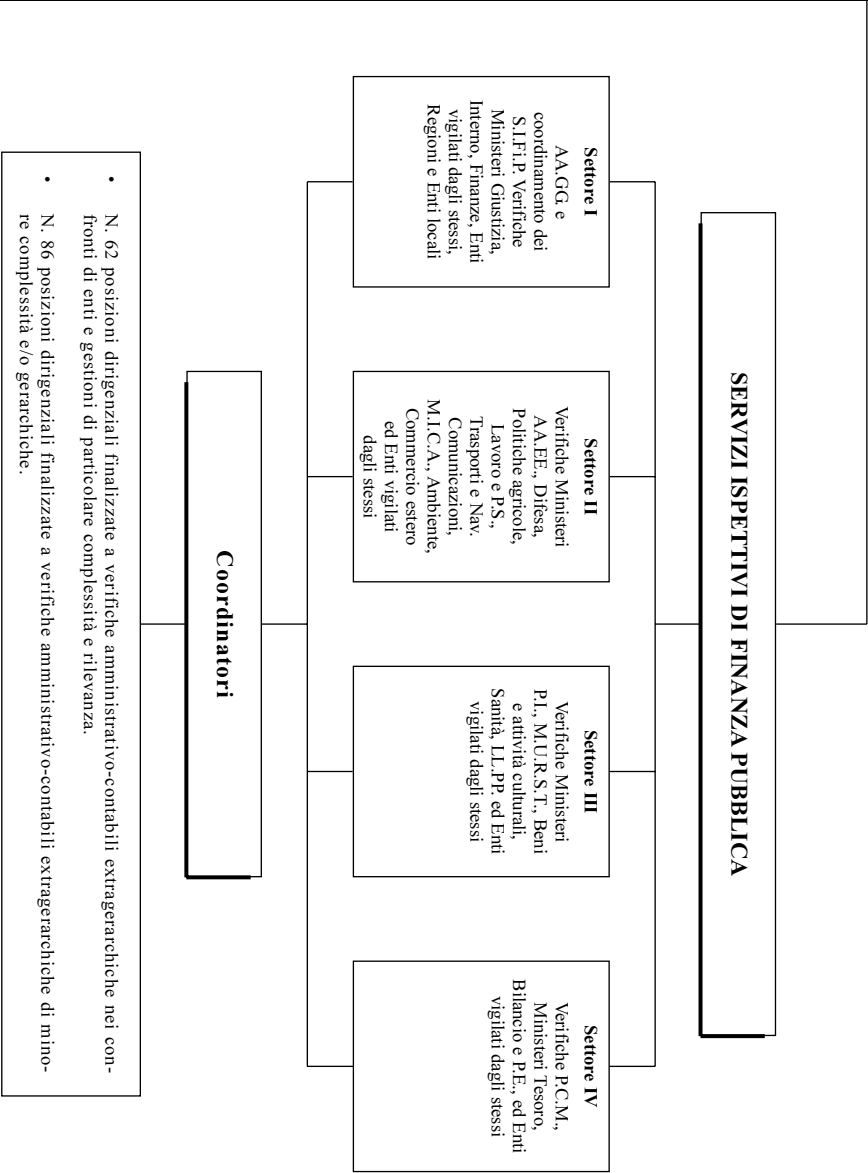 SERVIZI ISPETTIVI DI FINANZA PUBBLICA
Settore I
AA.GG. e
coordinamento dei
S.I.Fi.P. Verifiche
Ministeri Giustizia,
Interno, Finanze, Enti
vigilati dagli stessi,
Regioni e Enti locali
Settore II
Verifiche Ministeri
AA.EE., Difesa,
Politiche agricole,
Lavoro e P.S.,
Trasporti e Nav.
Comunicazioni,
M.I.C.A., Ambiente,
Commercio estero
ed Enti vigilati
dagli stessi
Settore III
Verifiche Ministeri
P.I., M.U.R.S.T., Beni
e attività culturali,
Sanità, LL.PP. ed Enti
vigilati dagli stessi
Settore IV
Verifiche P.C.M.,
Ministeri Tesoro,
Bilancio e P.E., ed Enti
vigilati dagli stessi
Coordinatori
• N. 62 posizioni dirigenziali finalizzate a verifiche amministrativo-contabili extragerarchiche nei con-
fronti di enti e gestioni di particolare complessità e rilevanza.
• N. 86 posizioni dirigenziali finalizzate a verifiche amministrativo-contabili extragerarchiche di mino-
re complessità e/o gerarchiche.